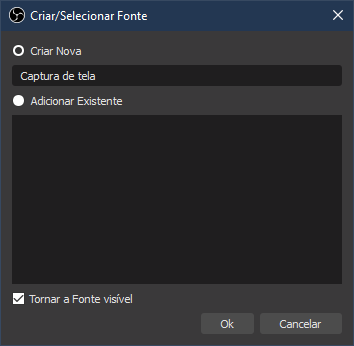 Criar/Selecionar Fonte
Criar Nova
Captura de tela
Adicionar Existente
Tornar a Fonte visível
Ok
Cancelar